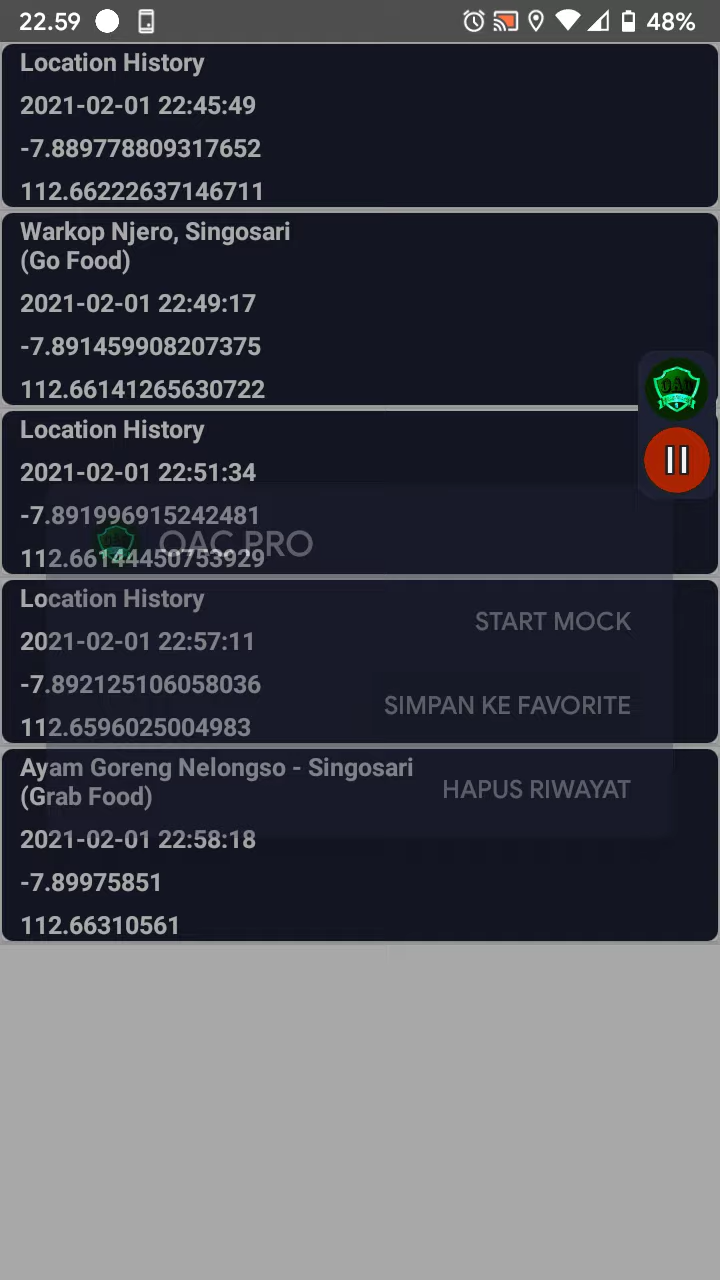 22.59
48%
Location History
2021-02-01 22:45:49
-7.889778809317652
112.66222637146711
Warkop Njero, Singosari
(Go Food)
2021-02-01 22:49:17
-7.891459908207375
112.66141265630722
Location History
2021-02-01 22:51:34
-7.891996915242481
112.66144450753929
OAC PRO
Location History
START MOCK
2021-02-01 22:57:11
-7.892125106058036
SIMPAN KE FAVORITE
112.6596025004983
Ayam Goreng Nelongso - Singosari
(Grab Food)
HAPUS RIWAYAT
2021-02-01 22:58:18
-7.89975851
112.66310561